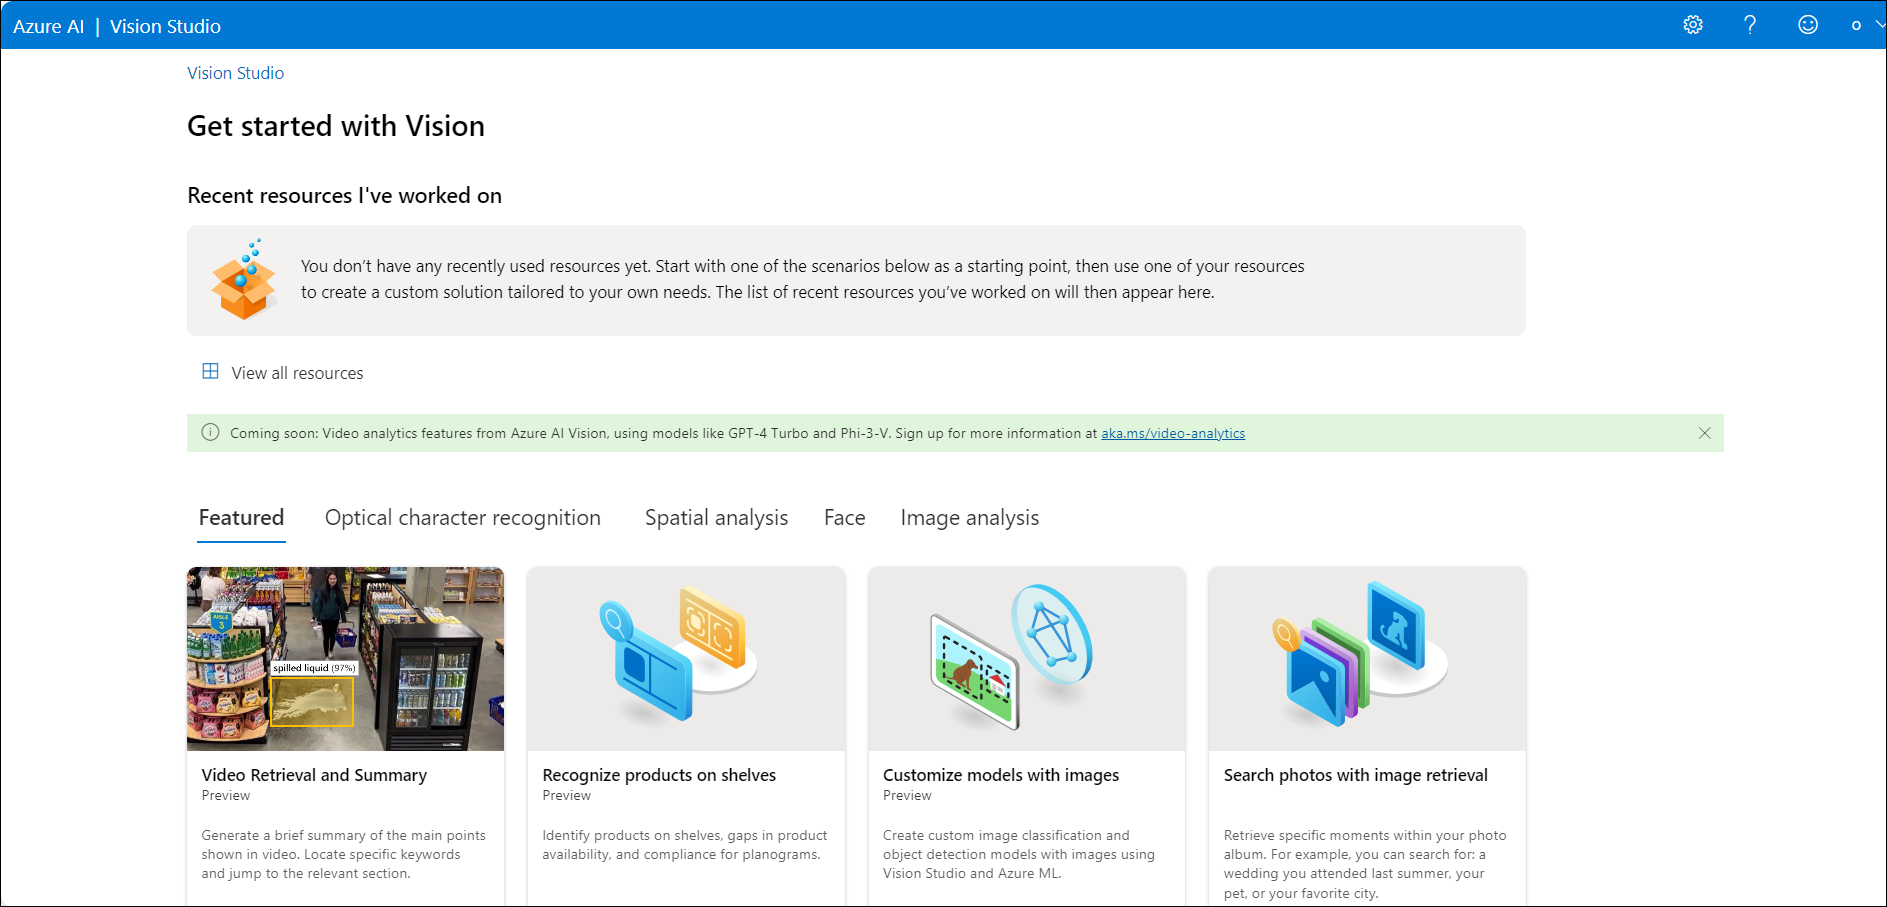 Azure AI | Vision Studio
o
Vision Studio
Get started with Vision
Recent resources I've worked on
You don’t have any recently used resources yet. Start with one of the scenarios below as a starting point, then use one of your resources
to create a custom solution tailored to your own needs. The list of recent resources you’ve worked on will then appear here.
View all resources
Coming soon: Video analytics features from Azure AI Vision, using models like GPT-4 Turbo and Phi-3-V. Sign up for more information at aka.ms/video-analytics
Featured
Optical character recognition
Spatial analysis
Face
Image analysis
AISLE
3
spilled liquid (97%)
Video Retrieval and Summary
Preview
Generate a brief summary of the main points
shown in video. Locate specific keywords
and jump to the relevant section.
Recognize products on shelves
Preview
Identify products on shelves, gaps in product
availability, and compliance for planograms.
Customize models with images
Preview
Create custom image classification and
object detection models with images using
Vision Studio and Azure ML.
Search photos with image retrieval
Retrieve specific moments within your photo
album. For example, you can search for: a
wedding you attended last summer, your
pet, or your favorite city.